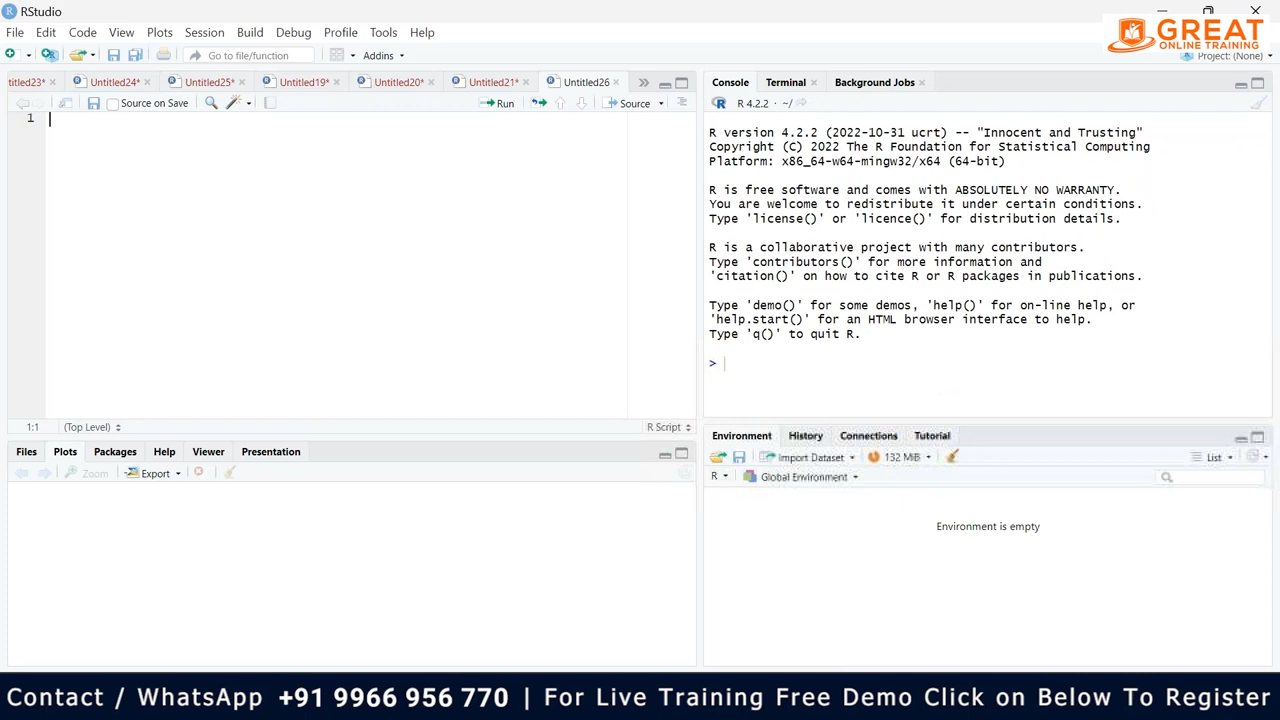 RStudio
File Edit Code View Plots Session Build Debug Profile Tools Help
GREAT
ONLINE TRAINING
Go to file/function Addins Project: (None)
ntitled23* Untitled24* Untitled25* Untitled19* Untitled20* Untitled21* Untitled26
Source on Save Run Source
1
1:1 (Top Level) R Script
Console Terminal Background Jobs
R 4.2.2 · ~/
R version 4.2.2 (2022-10-31 ucrt) -- "Innocent and Trusting"
Copyright (C) 2022 The R Foundation for Statistical Computing
Platform: x86_64-w64-mingw32/x64 (64-bit)
R is free software and comes with ABSOLUTELY NO WARRANTY.
You are welcome to redistribute it under certain conditions.
Type 'license()' or 'licence()' for distribution details.
R is a collaborative project with many contributors.
Type 'contributors()' for more information and
'citation()' on how to cite R or R packages in publications.
Type 'demo()' for some demos, 'help()' for on-line help, or
'help.start()' for an HTML browser interface to help.
Type 'q()' to quit R.
>
Files Plots Packages Help Viewer Presentation
Zoom Export
Environment History Connections Tutorial
Import Dataset 132 MiB List
R Global Environment
Environment is empty
Contact / WhatsApp +91 9966 956 770 | For Live Training Free Demo Click on Below To Register